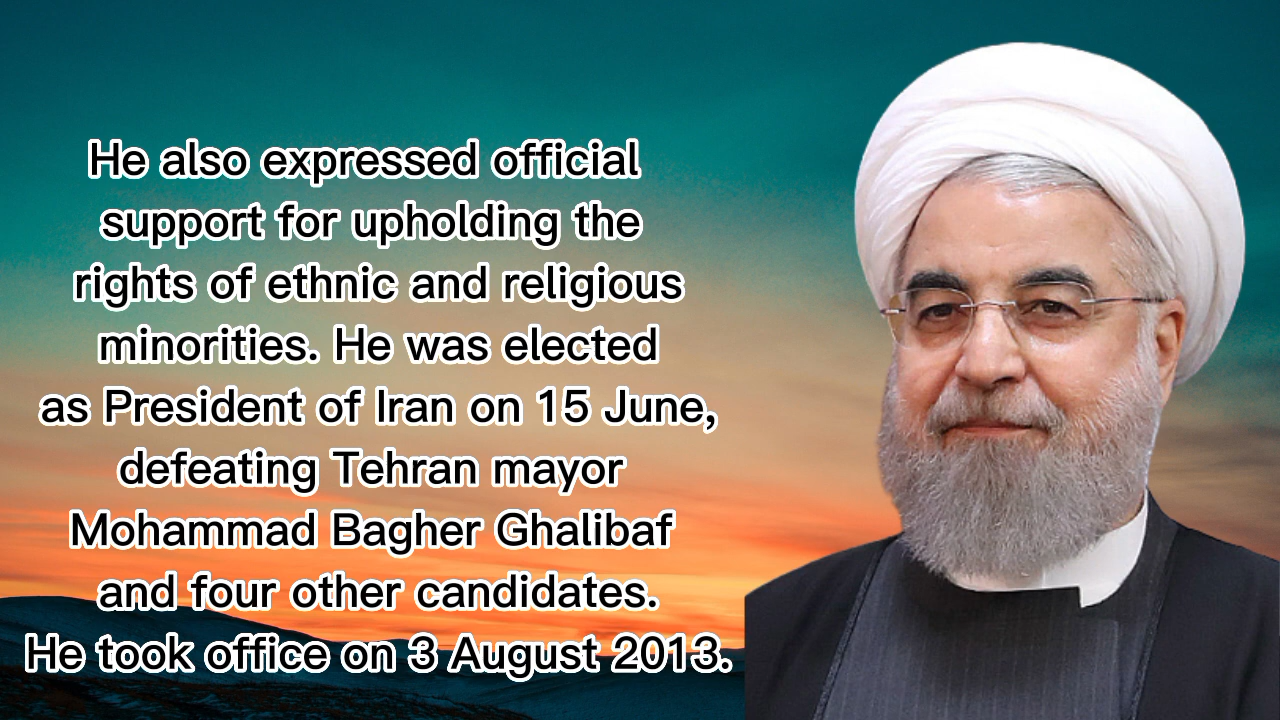 He also expressed official
support for upholding the
rights of ethnic and religious
minorities. He was elected
as President of Iran on 15 June,
defeating Tehran mayor
Mohammad Bagher Ghalibaf
and four other candidates.
He took office on 3 August 2013.